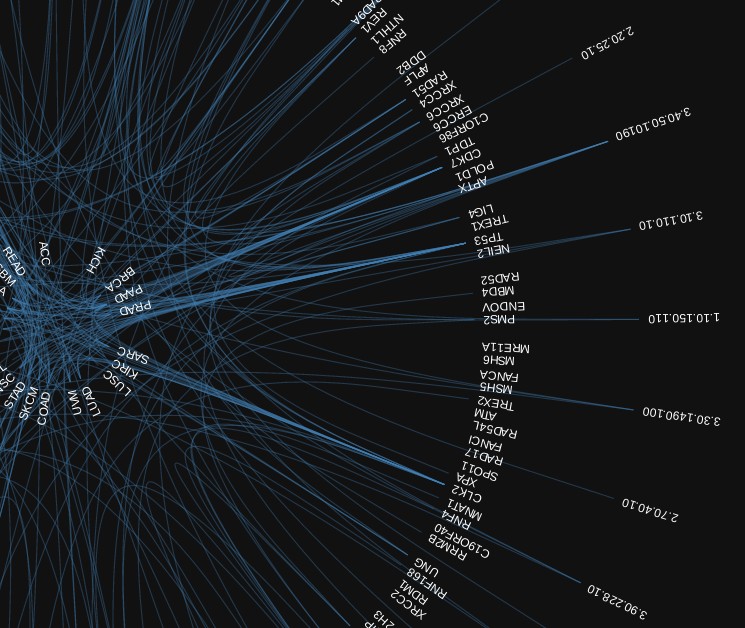 RAD9A
REV1
NTHL1
RNF8
DDB2
APLF
RAD51
XRCC4
XRCC6
ERCC6
C1ORF86
TDP1
CDK7
POLD1
APTX
LIG4
TREX1
TP53
NEIL2
RAD52
MBD4
ENDOV
PMS2
MRE11A
MSH6
FANCA
MSH5
TREX2
ATM
RAD54L
FANCI
RAD17
SPO11
XPA
CLK2
MNAT1
RNF4
C19ORF40
RRM2B
UNG
RNF168
RDM1
XRCC2
2.20.25.10
3.40.50.10190
3.10.110.10
1.10.150.110
3.30.1490.100
2.70.40.10
3.90.228.10
READ
ACC
KICH
BRCA
PAAD
PRAD
SARC
KIRC
LUSC
LUAD
UVM
COAD
SKCM
STAD